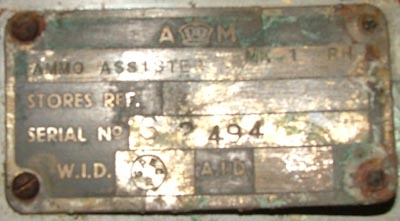 A M
AMMO ASSISTER MK 1 RH
STORES REF.
SERIAL Nº 2494
W.I.D. A.I.D.